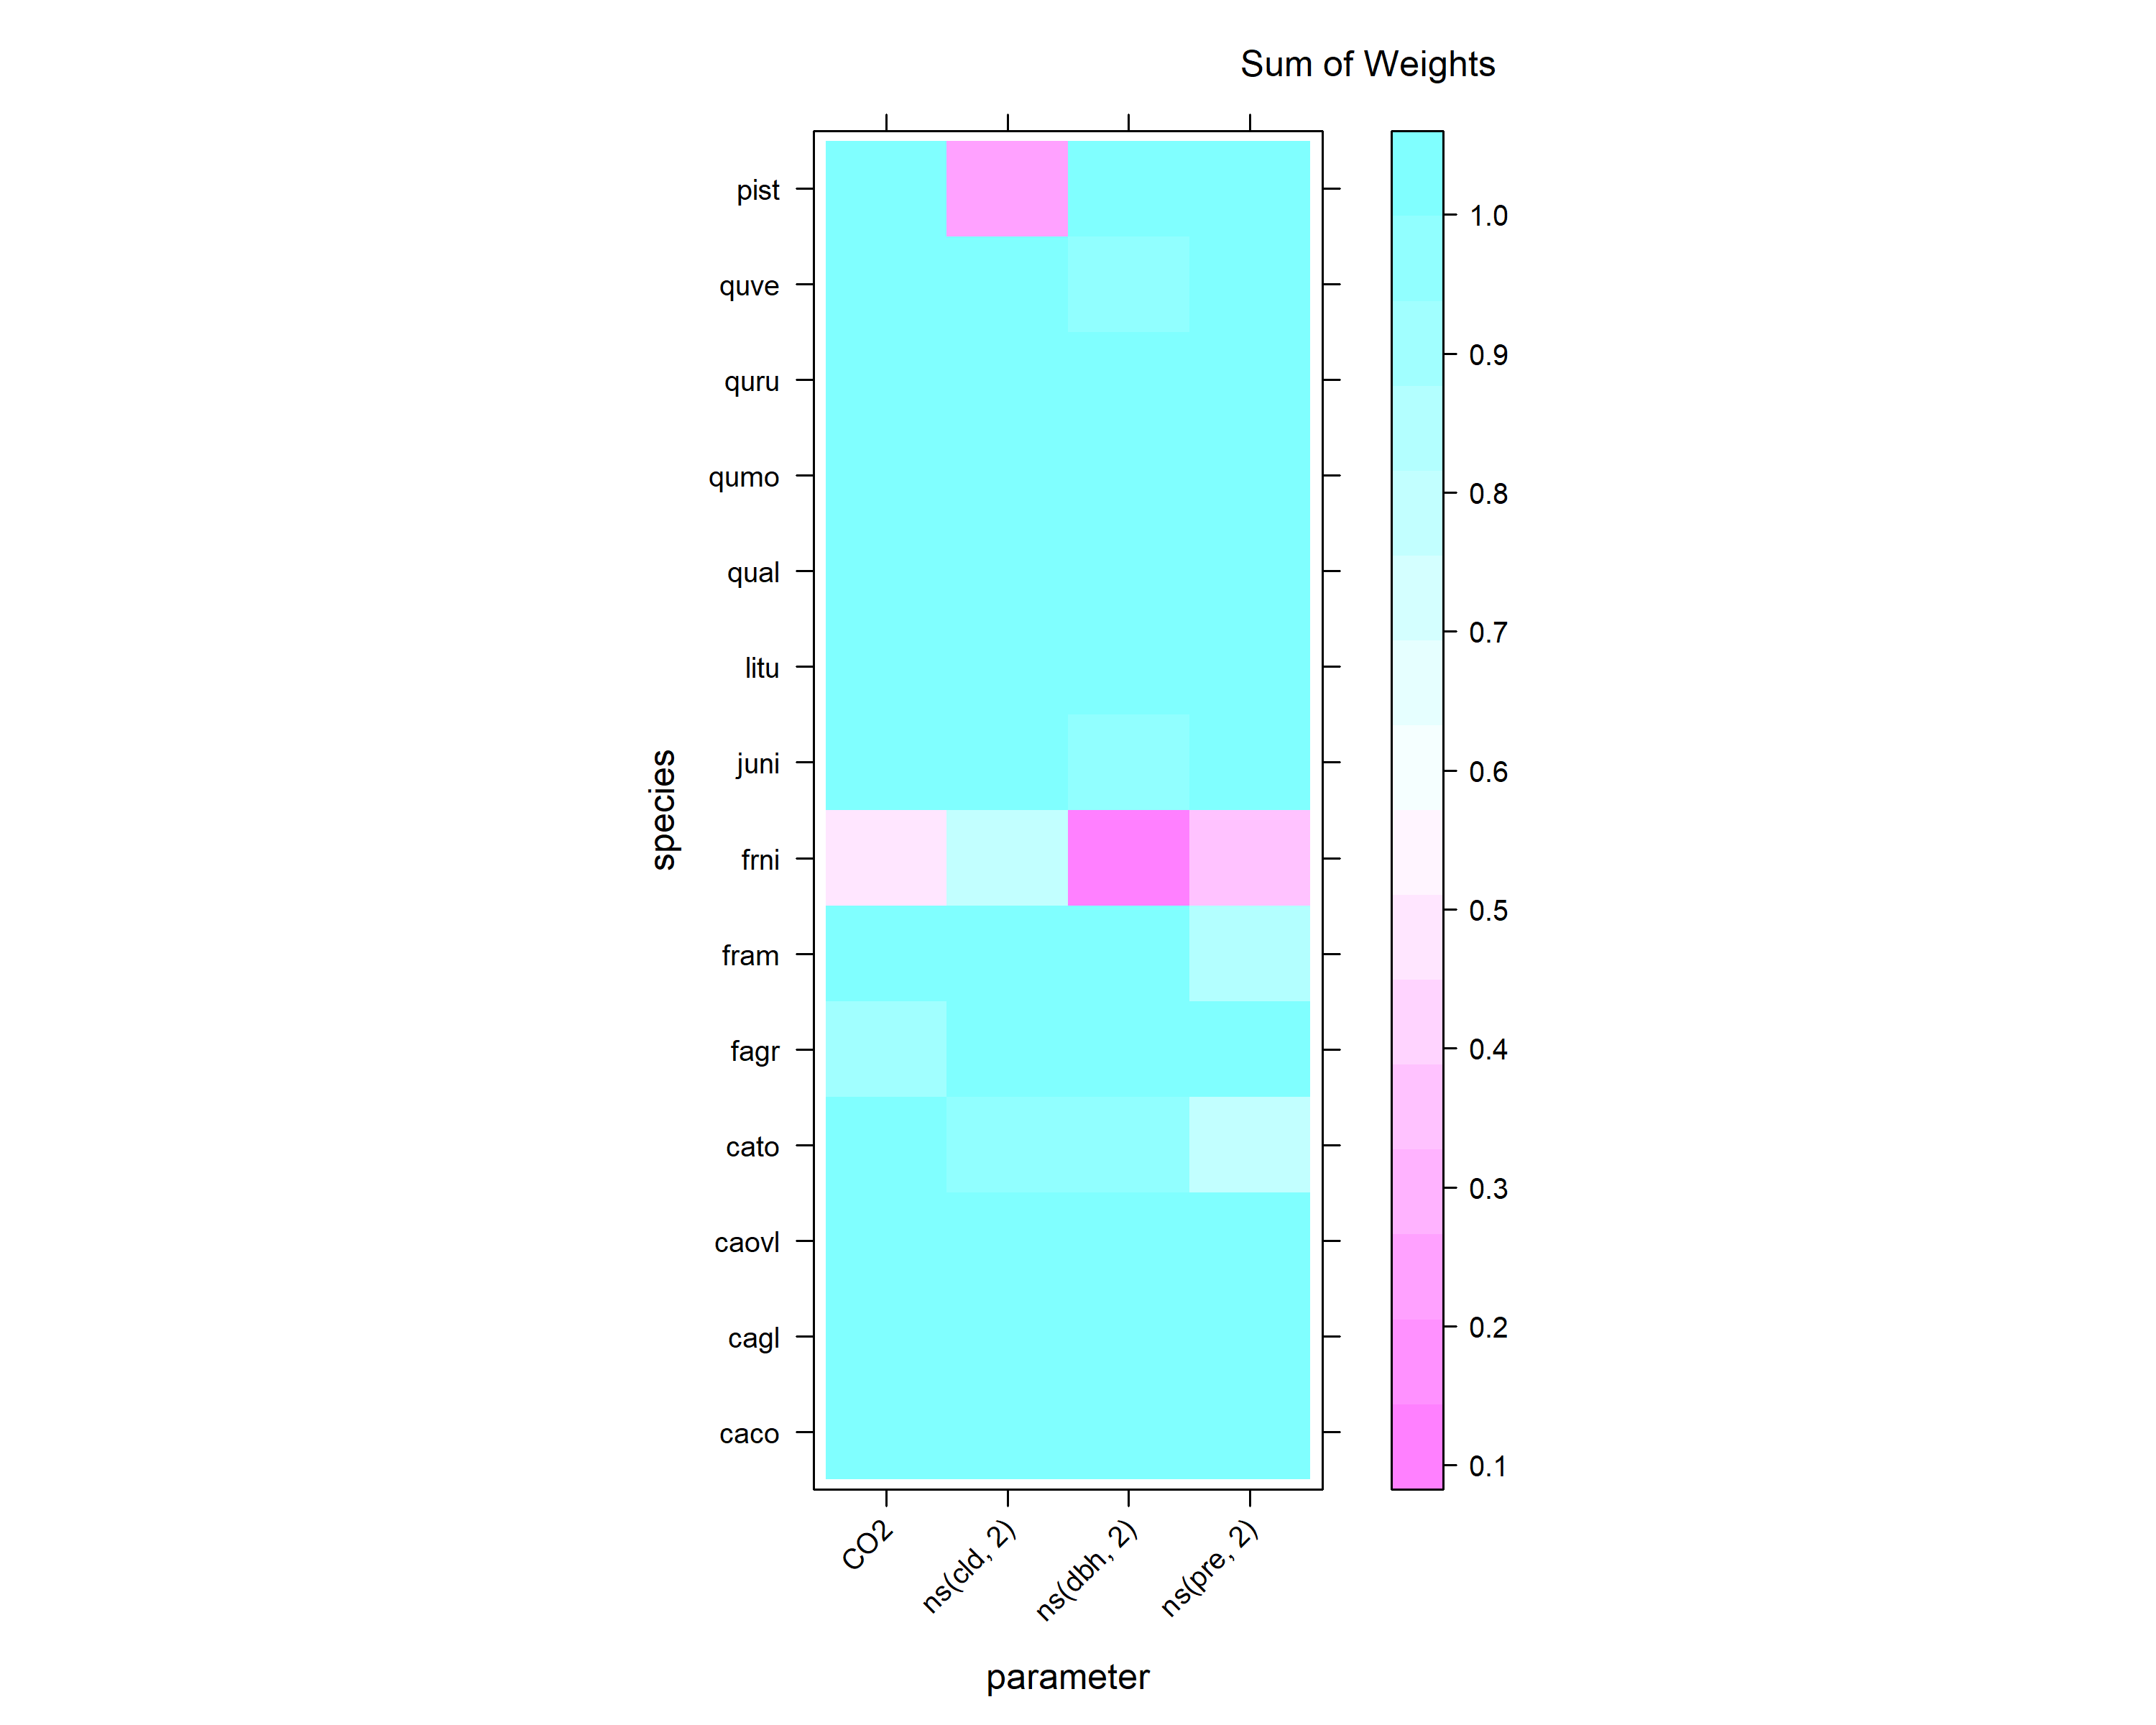 Sum of Weights
pist
quve
quru
qumo
qual
litu
juni
frni
fram
fagr
cato
caovl
cagl
caco
species
CO2
ns(cld, 2)
ns(dbh, 2)
ns(pre, 2)
parameter
1.0
0.9
0.8
0.7
0.6
0.5
0.4
0.3
0.2
0.1